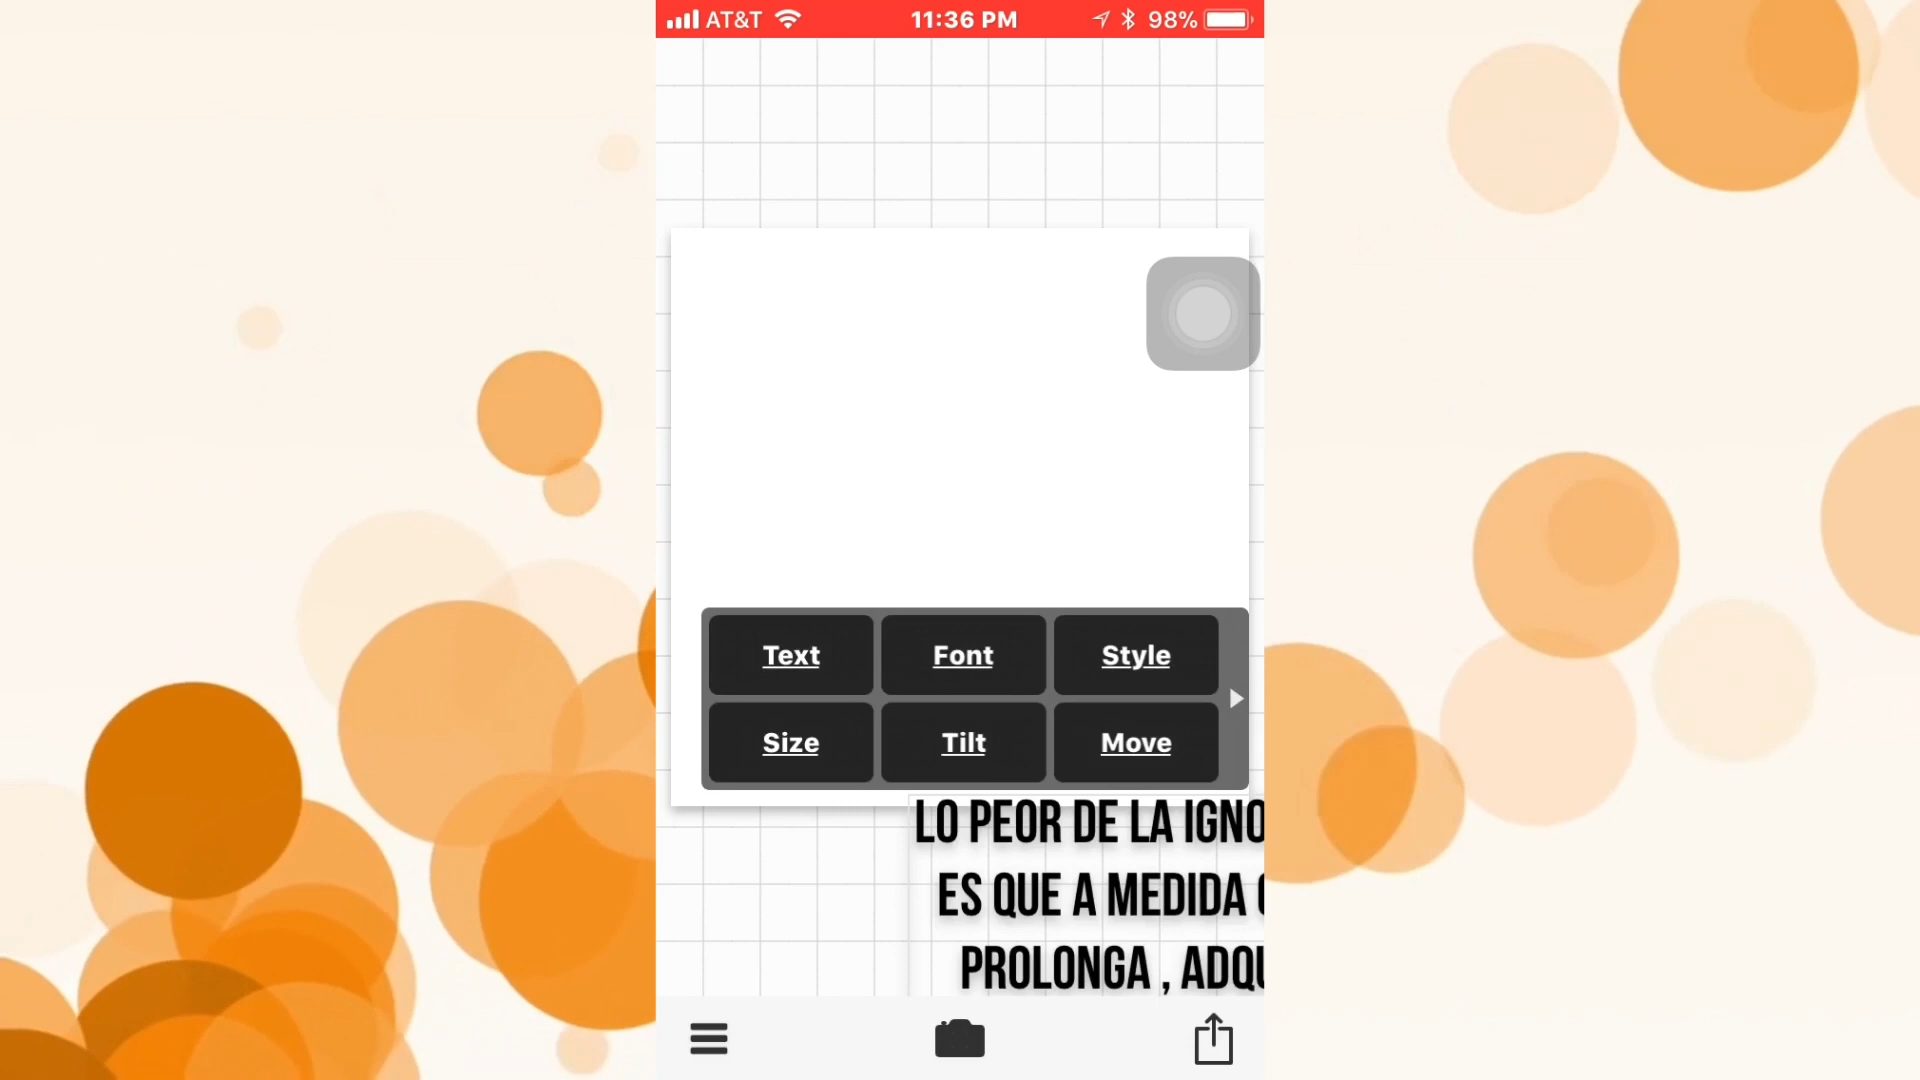 AT&T 11:36 PM 98%
Text Font Style
Size Tilt Move
LO PEOR DE LA IGNO
ES QUE A MEDIDA
PROLONGA , ADQU